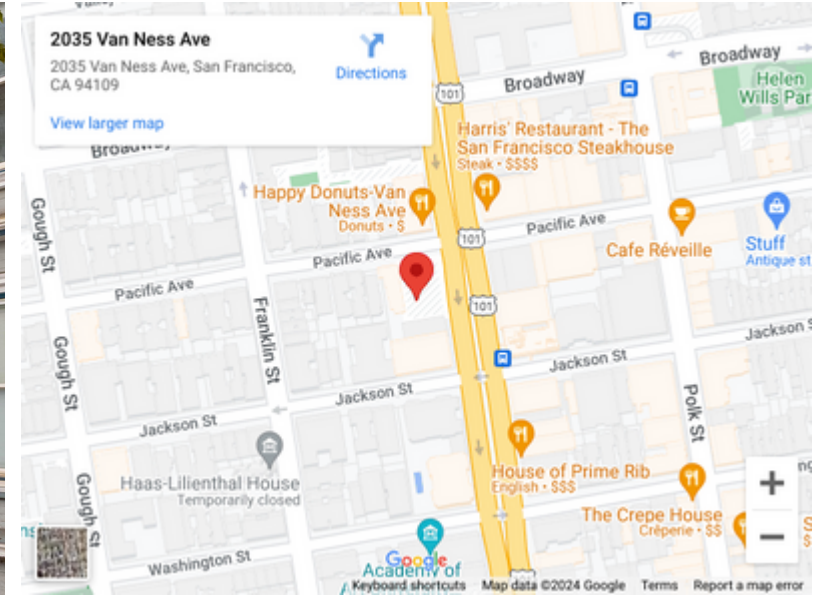 2035 Van Ness Ave
2035 Van Ness Ave, San Francisco,
CA 94109
Directions
View larger map
Broadway
Broadway
Broadway
Helen
Wills Par
101
Harris' Restaurant - The
San Francisco Steakhouse
Steak • $$$$
Happy Donuts-Van
Ness Ave
Donuts • $
Gough St
Pacific Ave
101
Pacific Ave
Cafe Réveille
Stuff
Antique st
Pacific Ave
Franklin St
101
Jackson S
Gough St
Jackson St
Jackson St
Polk St
Jackson St
Haas-Lilienthal House
Temporarily closed
House of Prime Rib
English • $$$
+
Gough St
The Crepe House
Crêperie • $$
−
Washington St
Google
Academy of
Keyboard shortcuts
Map data ©2024 Google
Terms
Report a map error